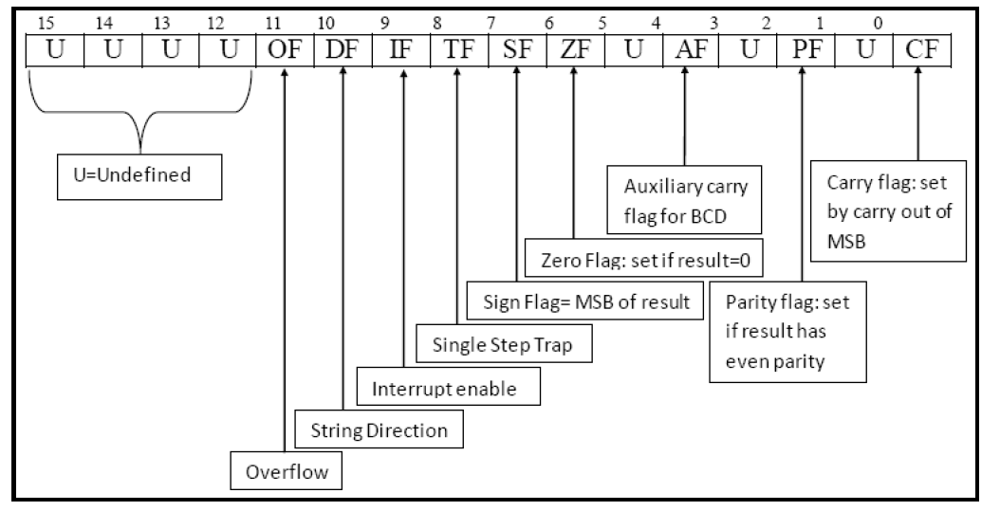 15 14 13 12 11 10 9 8 7 6 5 4 3 2 1 0
U U U U OF DF IF TF SF ZF U AF U PF U CF
U=Undefined
Auxiliary carry
flag for BCD
Carry flag: set
by carry out of
MSB
Zero Flag: set if result=0
Sign Flag= MSB of result
Parity flag: set
if result has
even parity
Single Step Trap
Interrupt enable
String Direction
Overflow